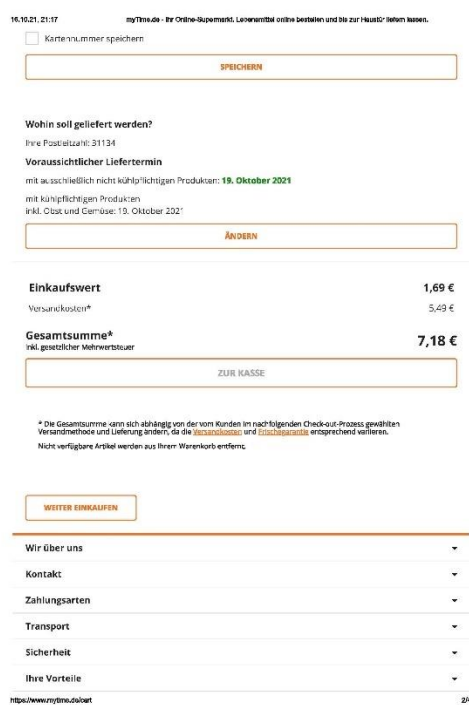 16.10.21, 21:17 myTime.de - Ihr Online-Supermarkt. Lebensmittel online bestellen und bis zur Haustür liefern lassen.
Kartennummer speichern
SPEICHERN
Wohin soll geliefert werden?
Ihre Postleitzahl: 31134
Voraussichtlicher Liefertermin
mit ausschließlich nicht kühlpflichtigen Produkten: 19. Oktober 2021
mit kühlpflichtigen Produkten
inkl. Obst und Gemüse: 19. Oktober 2021
ÄNDERN
Einkaufswert 1,69 €
Versandkosten* 5,49 €
Gesamtsumme* 7,18 €
inkl. gesetzlicher Mehrwertsteuer
ZUR KASSE
* Die Gesamtsumme kann sich abhängig von der vom Kunden im nachfolgenden Check-out-Prozess gewählten
Versandmethode und Lieferung ändern, da die Versandkosten und Frischegarantie entsprechend variieren.
Nicht verfügbare Artikel werden aus Ihrem Warenkorb entfernt.
WEITER EINKAUFEN
Wir über uns
Kontakt
Zahlungsarten
Transport
Sicherheit
Ihre Vorteile
https://www.mytime.de/cart 2/4